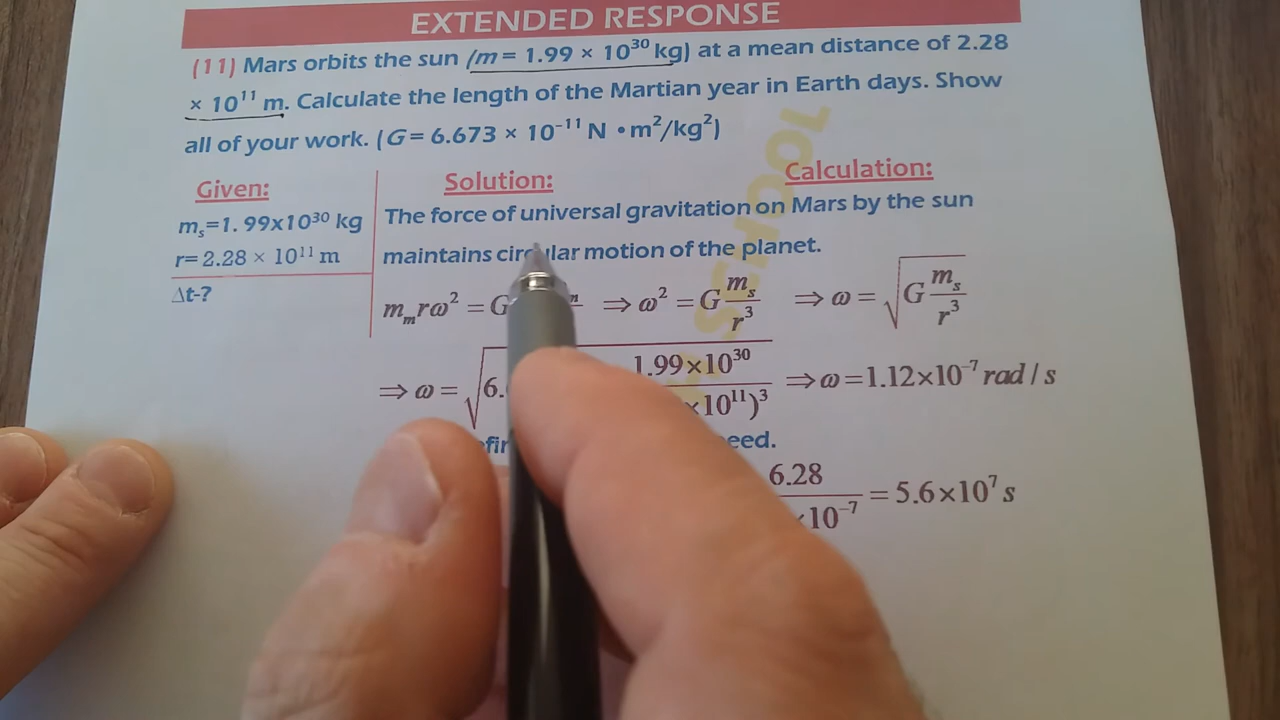 EXTENDED RESPONSE
(11) Mars orbits the sun (m = 1.99 × 10³⁰ kg) at a mean distance of 2.28
× 10¹¹ m. Calculate the length of the Martian year in Earth days. Show
all of your work. (G = 6.673 × 10⁻¹¹ N • m²/kg²)
Given:
mₛ=1. 99x10³⁰ kg
r= 2.28 × 10¹¹ m
Δt-?
Solution:
Calculation:
The force of universal gravitation on Mars by the sun
maintains circular motion of the planet.
mₘrω² = G ⇒ ω² = G mₛ/r³ ⇒ ω = √(G mₛ/r³)
⇒ ω = √6. 1.99×10³⁰ ×10¹¹)³ ⇒ ω =1.12×10⁻⁷ rad / s
6.28 ×10⁻⁷ = 5.6×10⁷ s